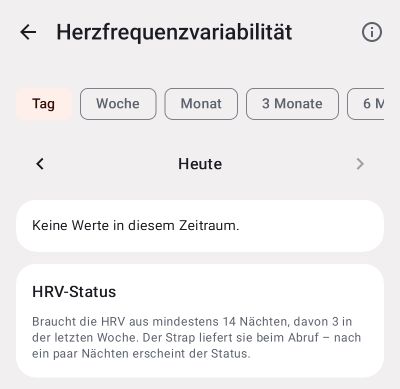 Herzfrequenzvariabilität
Tag Woche Monat 3 Monate 6 M
Heute
Keine Werte in diesem Zeitraum.
HRV-Status
Braucht die HRV aus mindestens 14 Nächten, davon 3 in
der letzten Woche. Der Strap liefert sie beim Abruf – nach
ein paar Nächten erscheint der Status.